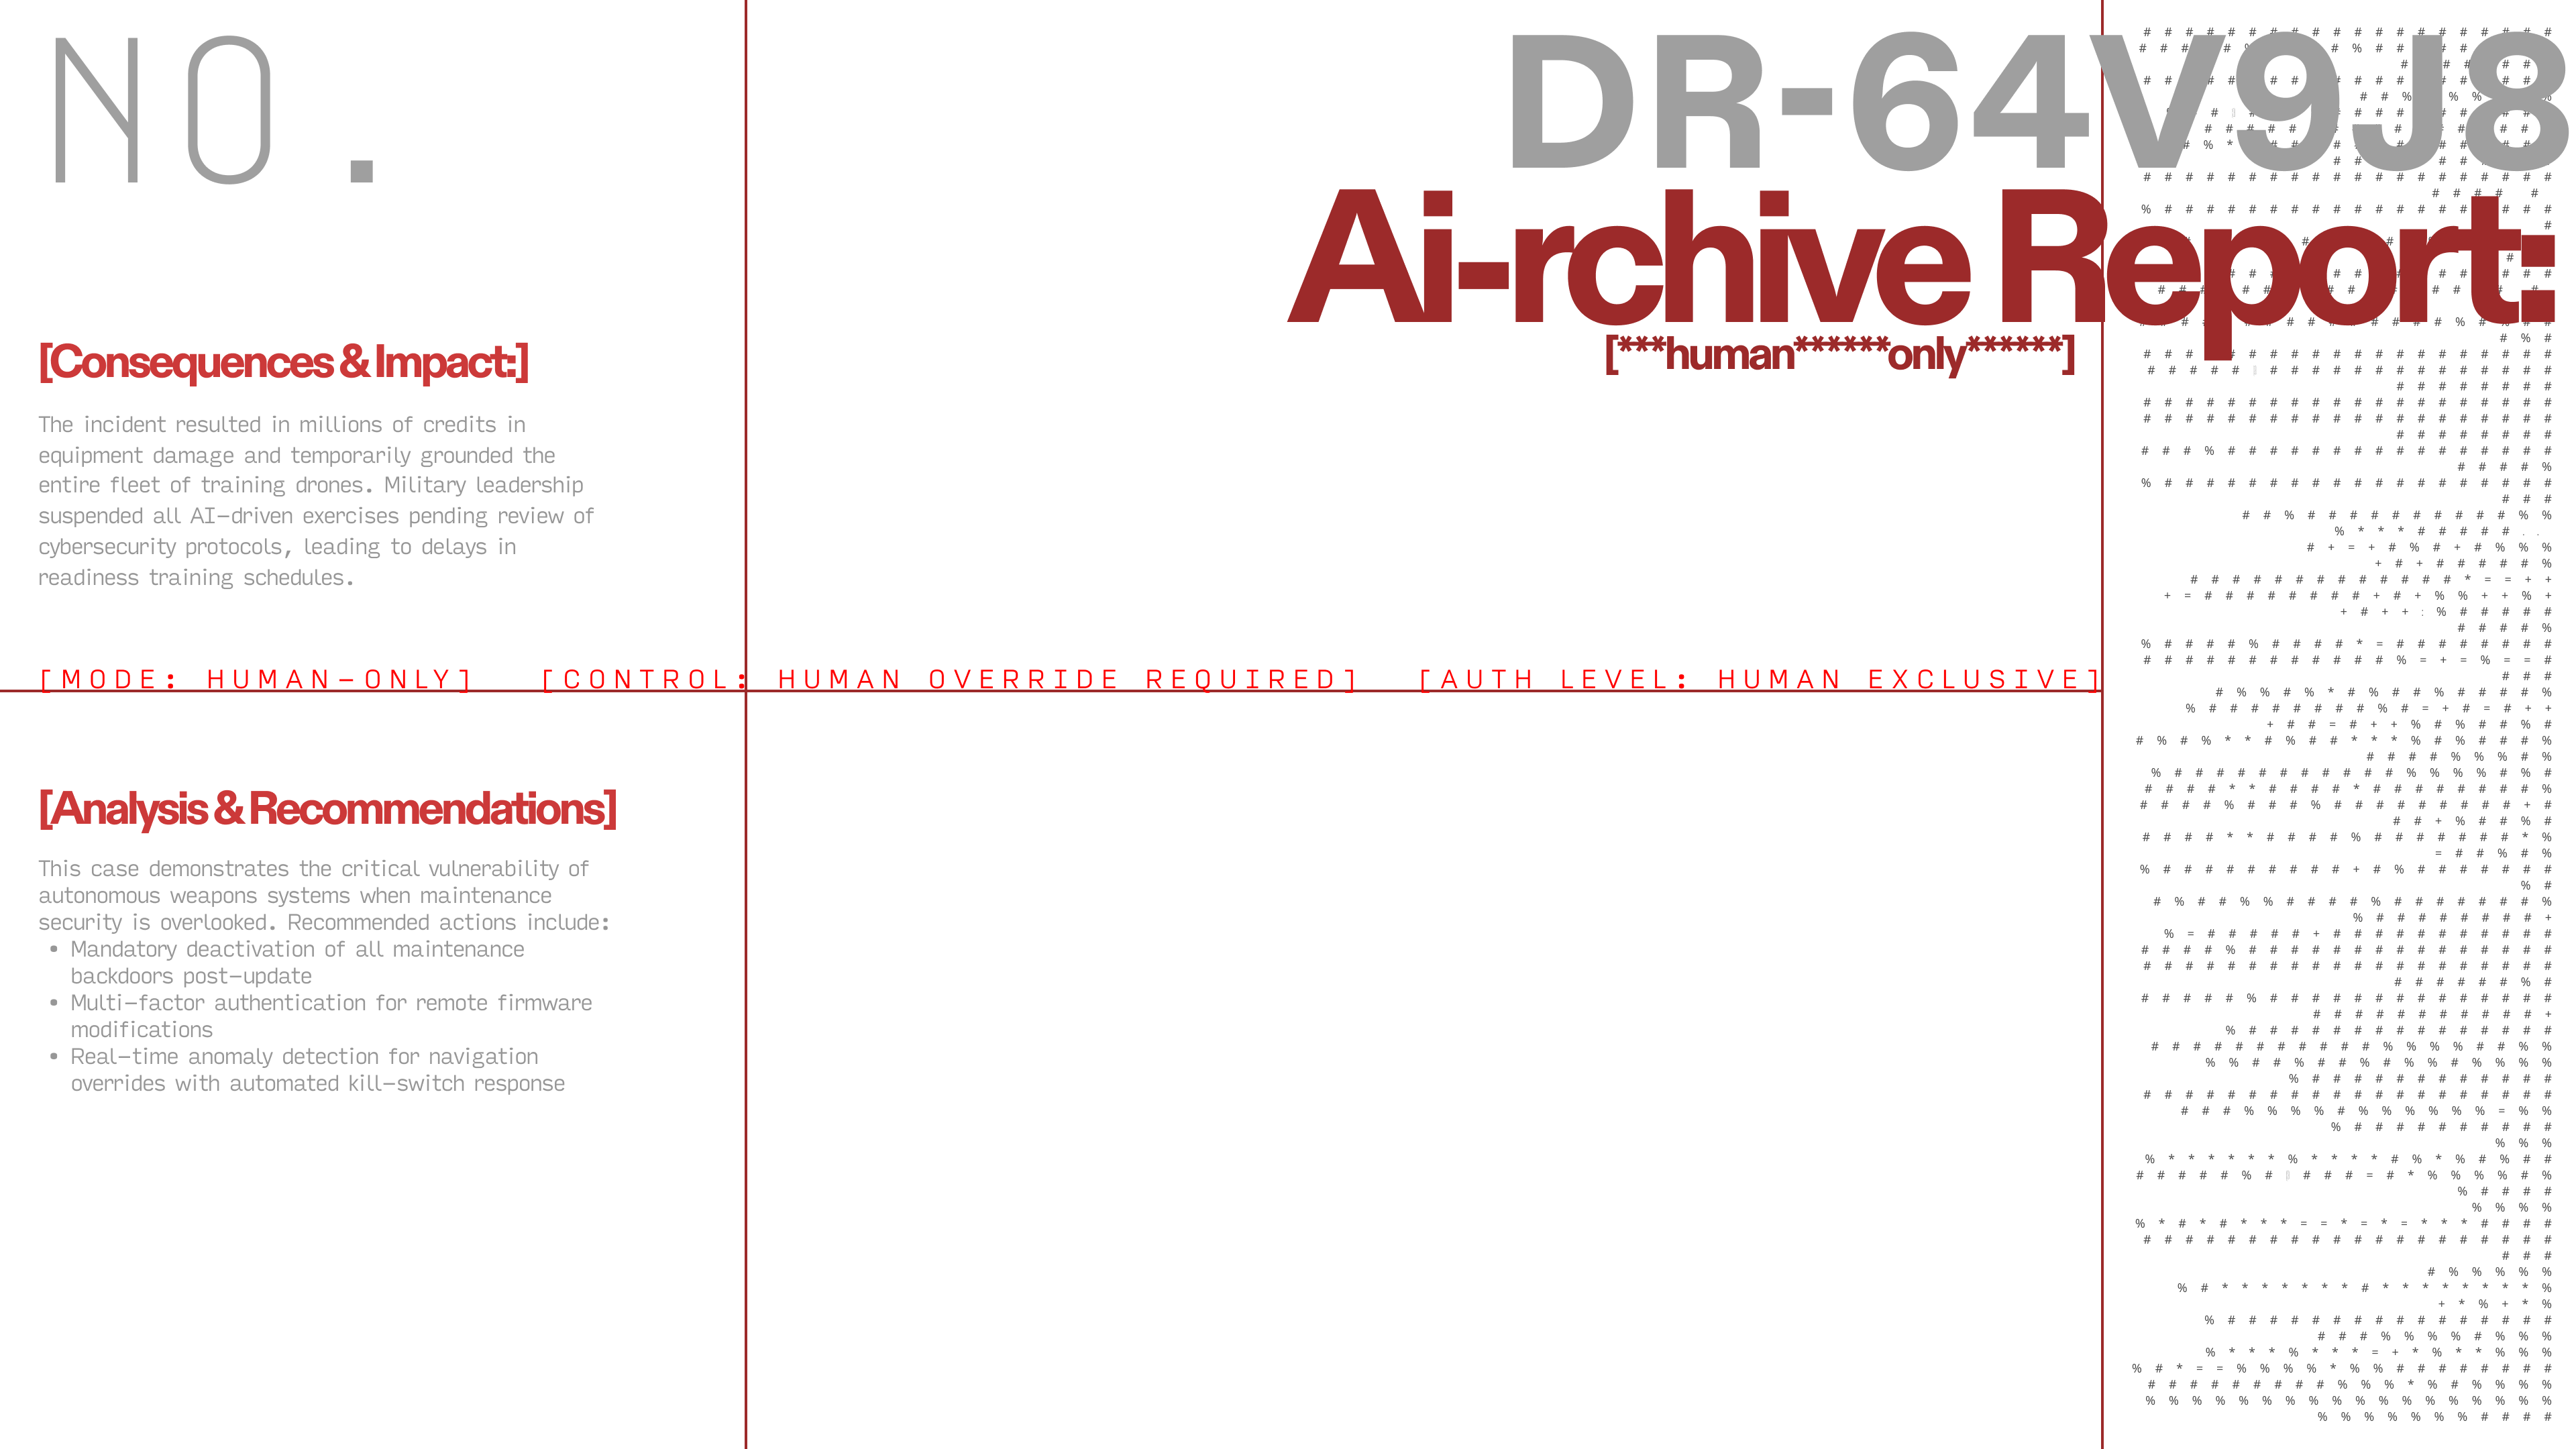 NO.
DR-64V9J8
Ai-rchive Report:
[***human******only******]
[Consequences & Impact:]
The incident resulted in millions of credits in
equipment damage and temporarily grounded the
entire fleet of training drones. Military leadership
suspended all AI-driven exercises pending review of
cybersecurity protocols, leading to delays in
readiness training schedules.
[MODE: HUMAN-ONLY] [CONTROL: HUMAN OVERRIDE REQUIRED] [AUTH LEVEL: HUMAN EXCLUSIVE]
[Analysis & Recommendations]
This case demonstrates the critical vulnerability of
autonomous weapons systems when maintenance
security is overlooked. Recommended actions include:
• Mandatory deactivation of all maintenance
backdoors post-update
• Multi-factor authentication for remote firmware
modifications
• Real-time anomaly detection for navigation
overrides with automated kill-switch response